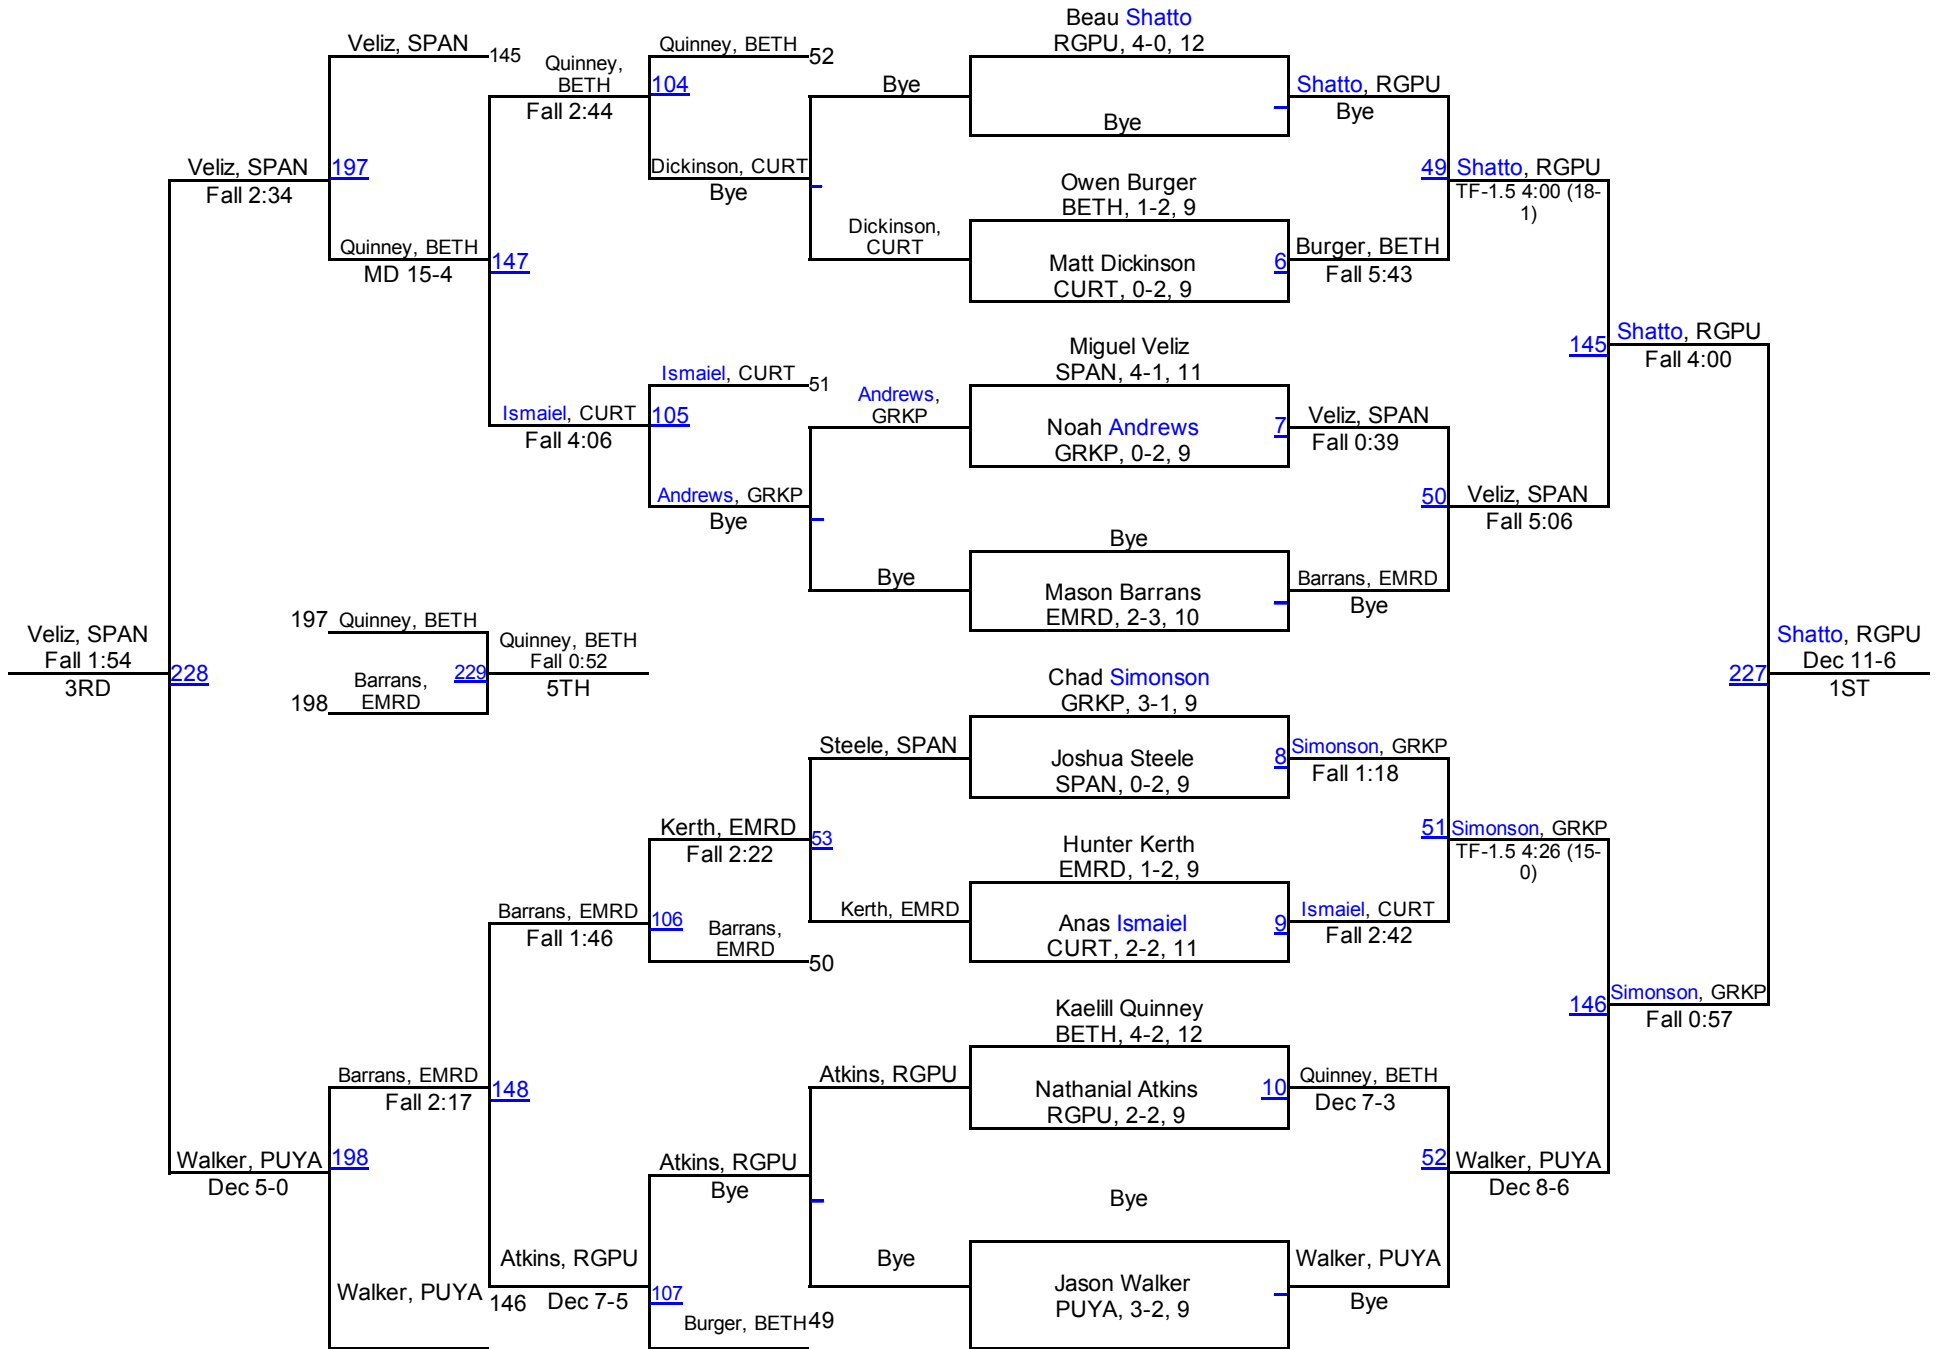 Beau Shatto
RGPU, 4-0, 12
Bye
Owen Burger
BETH, 1-2, 9
Matt Dickinson
CURT, 0-2, 9
6
Miguel Veliz
SPAN, 4-1, 11
Noah Andrews
GRKP, 0-2, 9
7
Bye
Mason Barrans
EMRD, 2-3, 10
Chad Simonson
GRKP, 3-1, 9
Joshua Steele
SPAN, 0-2, 9
8
Hunter Kerth
EMRD, 1-2, 9
Anas Ismaiel
CURT, 2-2, 11
9
Kaelill Quinney
BETH, 4-2, 12
Nathanial Atkins
RGPU, 2-2, 9
10
Bye
Jason Walker
PUYA, 3-2, 9
Shatto, RGPU
Bye
49
Burger, BETH
Fall 5:43
Veliz, SPAN
Fall 0:39
50
Barrans, EMRD
Bye
Simonson, GRKP
Fall 1:18
51
Ismaiel, CURT
Fall 2:42
Quinney, BETH
Dec 7-3
52
Walker, PUYA
Bye
Shatto, RGPU
TF-1.5 4:00 (18-
1)
145
Veliz, SPAN
Fall 5:06
Simonson, GRKP
TF-1.5 4:26 (15-
0)
146
Walker, PUYA
Dec 8-6
Shatto, RGPU
Fall 4:00
227
Simonson, GRKP
Fall 0:57
Shatto, RGPU
Dec 11-6
1ST
Bye
Dickinson,
CURT
Andrews,
GRKP
Bye
Steele, SPAN
53
Kerth, EMRD
Atkins, RGPU
Bye
Quinney, BETH
52
104
Dickinson, CURT
Bye
Ismaiel, CURT
51
105
Andrews, GRKP
Bye
Kerth, EMRD
Fall 2:22
106
Barrans,
EMRD
50
Atkins, RGPU
Bye
107
Burger, BETH
49
Quinney,
BETH
Fall 2:44
147
Ismaiel, CURT
Fall 4:06
Barrans, EMRD
Fall 1:46
148
Atkins, RGPU
Dec 7-5
Veliz, SPAN
145
197
Quinney, BETH
MD 15-4
Barrans, EMRD
Fall 2:17
198
Walker, PUYA
146
Veliz, SPAN
Fall 2:34
228
Walker, PUYA
Dec 5-0
Veliz, SPAN
Fall 1:54
3RD
197
Quinney, BETH
229
198
Barrans,
EMRD
Quinney, BETH
Fall 0:52
5TH